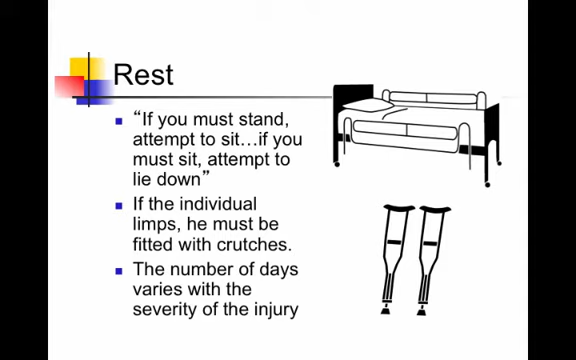 Rest
“If you must stand,
attempt to sit…if you
must sit, attempt to
lie down”
If the individual
limps, he must be
fitted with crutches.
The number of days
varies with the
severity of the injury